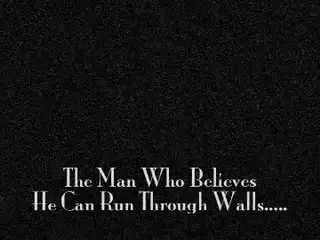 The Man Who Believes
He Can Run Through Walls.....